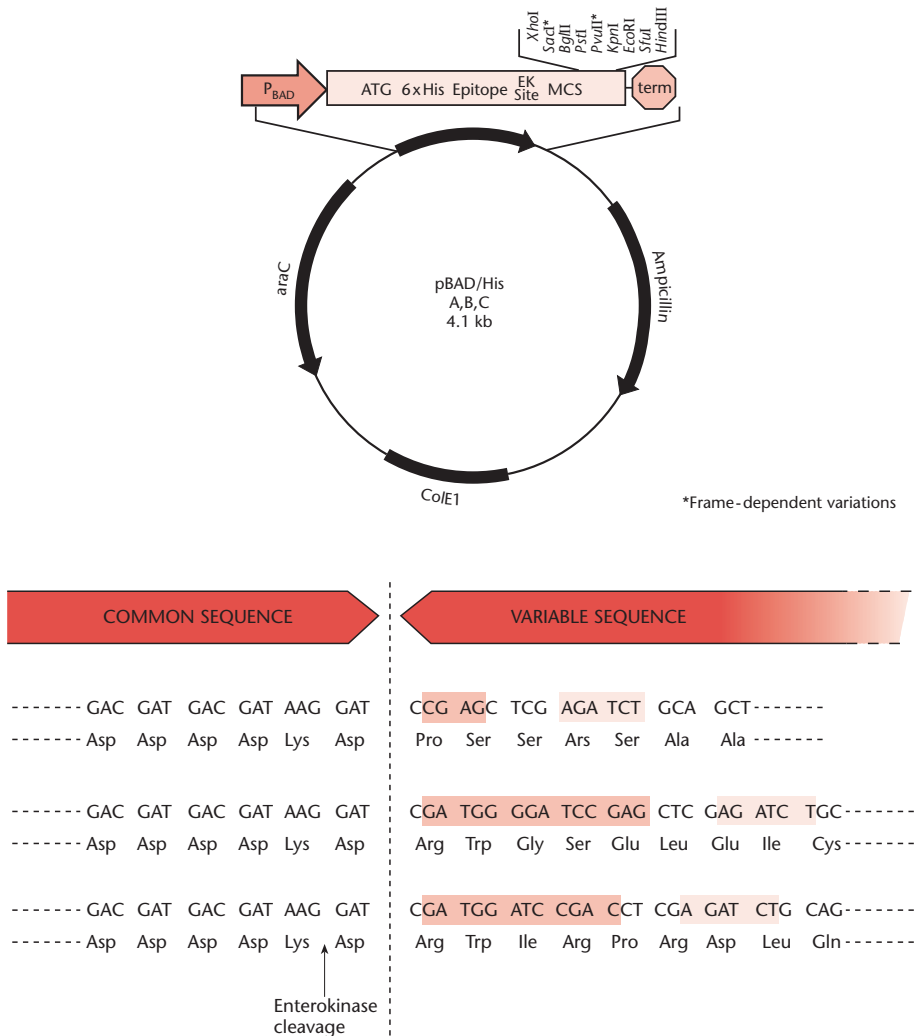 XhoI
SacI*
BglII
PstI
PvuII*
KpnI
EcoRI
SfuI
HindIII
PBAD
ATG 6xHis Epitope EK Site MCS
term
araC
Ampicillin
pBAD/His
A,B,C
4.1 kb
ColE1
*Frame-dependent variations
COMMON SEQUENCE
VARIABLE SEQUENCE
------- GAC GAT GAC GAT AAG GAT CCGAGC TCG AGA TCT GCA GCT-------
------- Asp Asp Asp Asp Lys Asp Pro Ser Ser Ars Ser Ala Ala -------
------- GAC GAT GAC GAT AAG GAT CGA TGG GGA TCC GAG CTC GAG ATC TGC-------
------- Asp Asp Asp Asp Lys Asp Arg Trp Gly Ser Glu Leu Glu Ile Cys-------
------- GAC GAT GAC GAT AAG GAT CGA TGG ATC CGA CCT CGA GAT CTG CAG-------
------- Asp Asp Asp Asp Lys Asp Arg Trp Ile Arg Pro Arg Asp Leu Gln-------
Enterokinase
cleavage